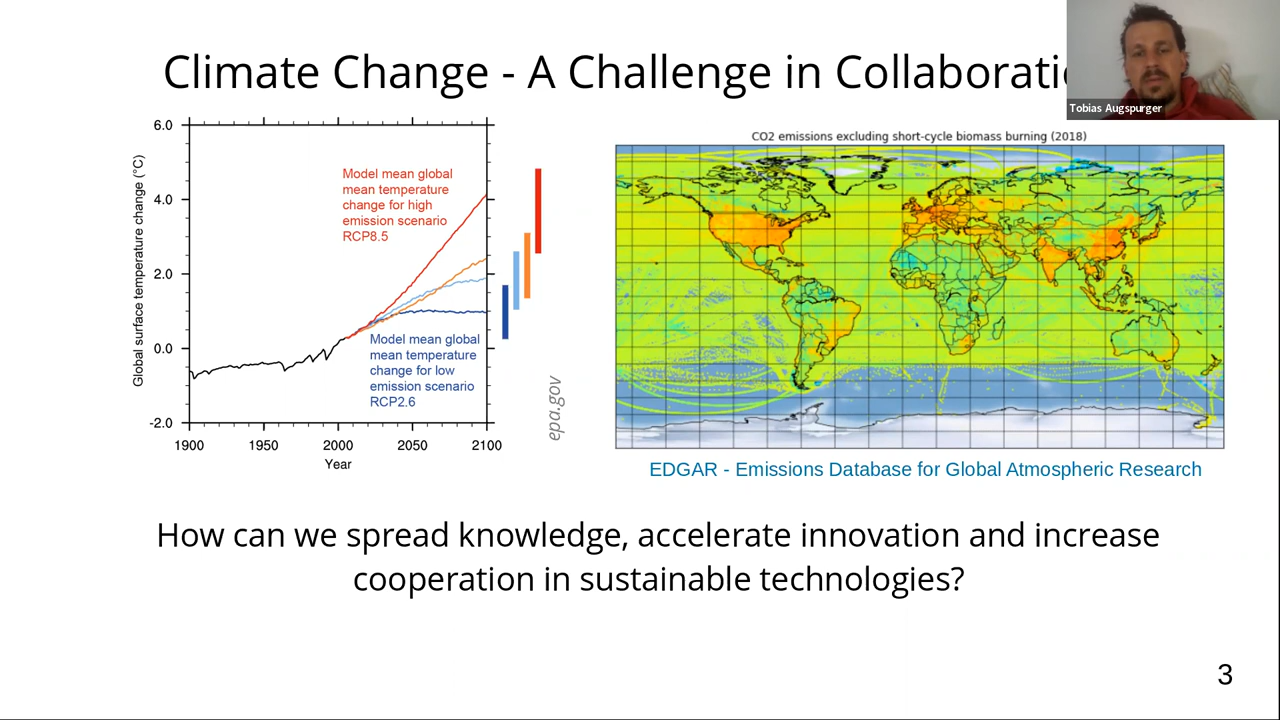 Climate Change - A Challenge in Collaboratio
Tobias Augspurger
6.0
4.0
2.0
0.0
-2.0
Global surface temperature change (°C)
Model mean global
mean temperature
change for high
emission scenario
RCP8.5
Model mean global
mean temperature
change for low
emission scenario
RCP2.6
1900
1950
2000
2050
2100
Year
epa.gov
CO2 emissions excluding short-cycle biomass burning (2018)
EDGAR - Emissions Database for Global Atmospheric Research
How can we spread knowledge, accelerate innovation and increase
cooperation in sustainable technologies?
3